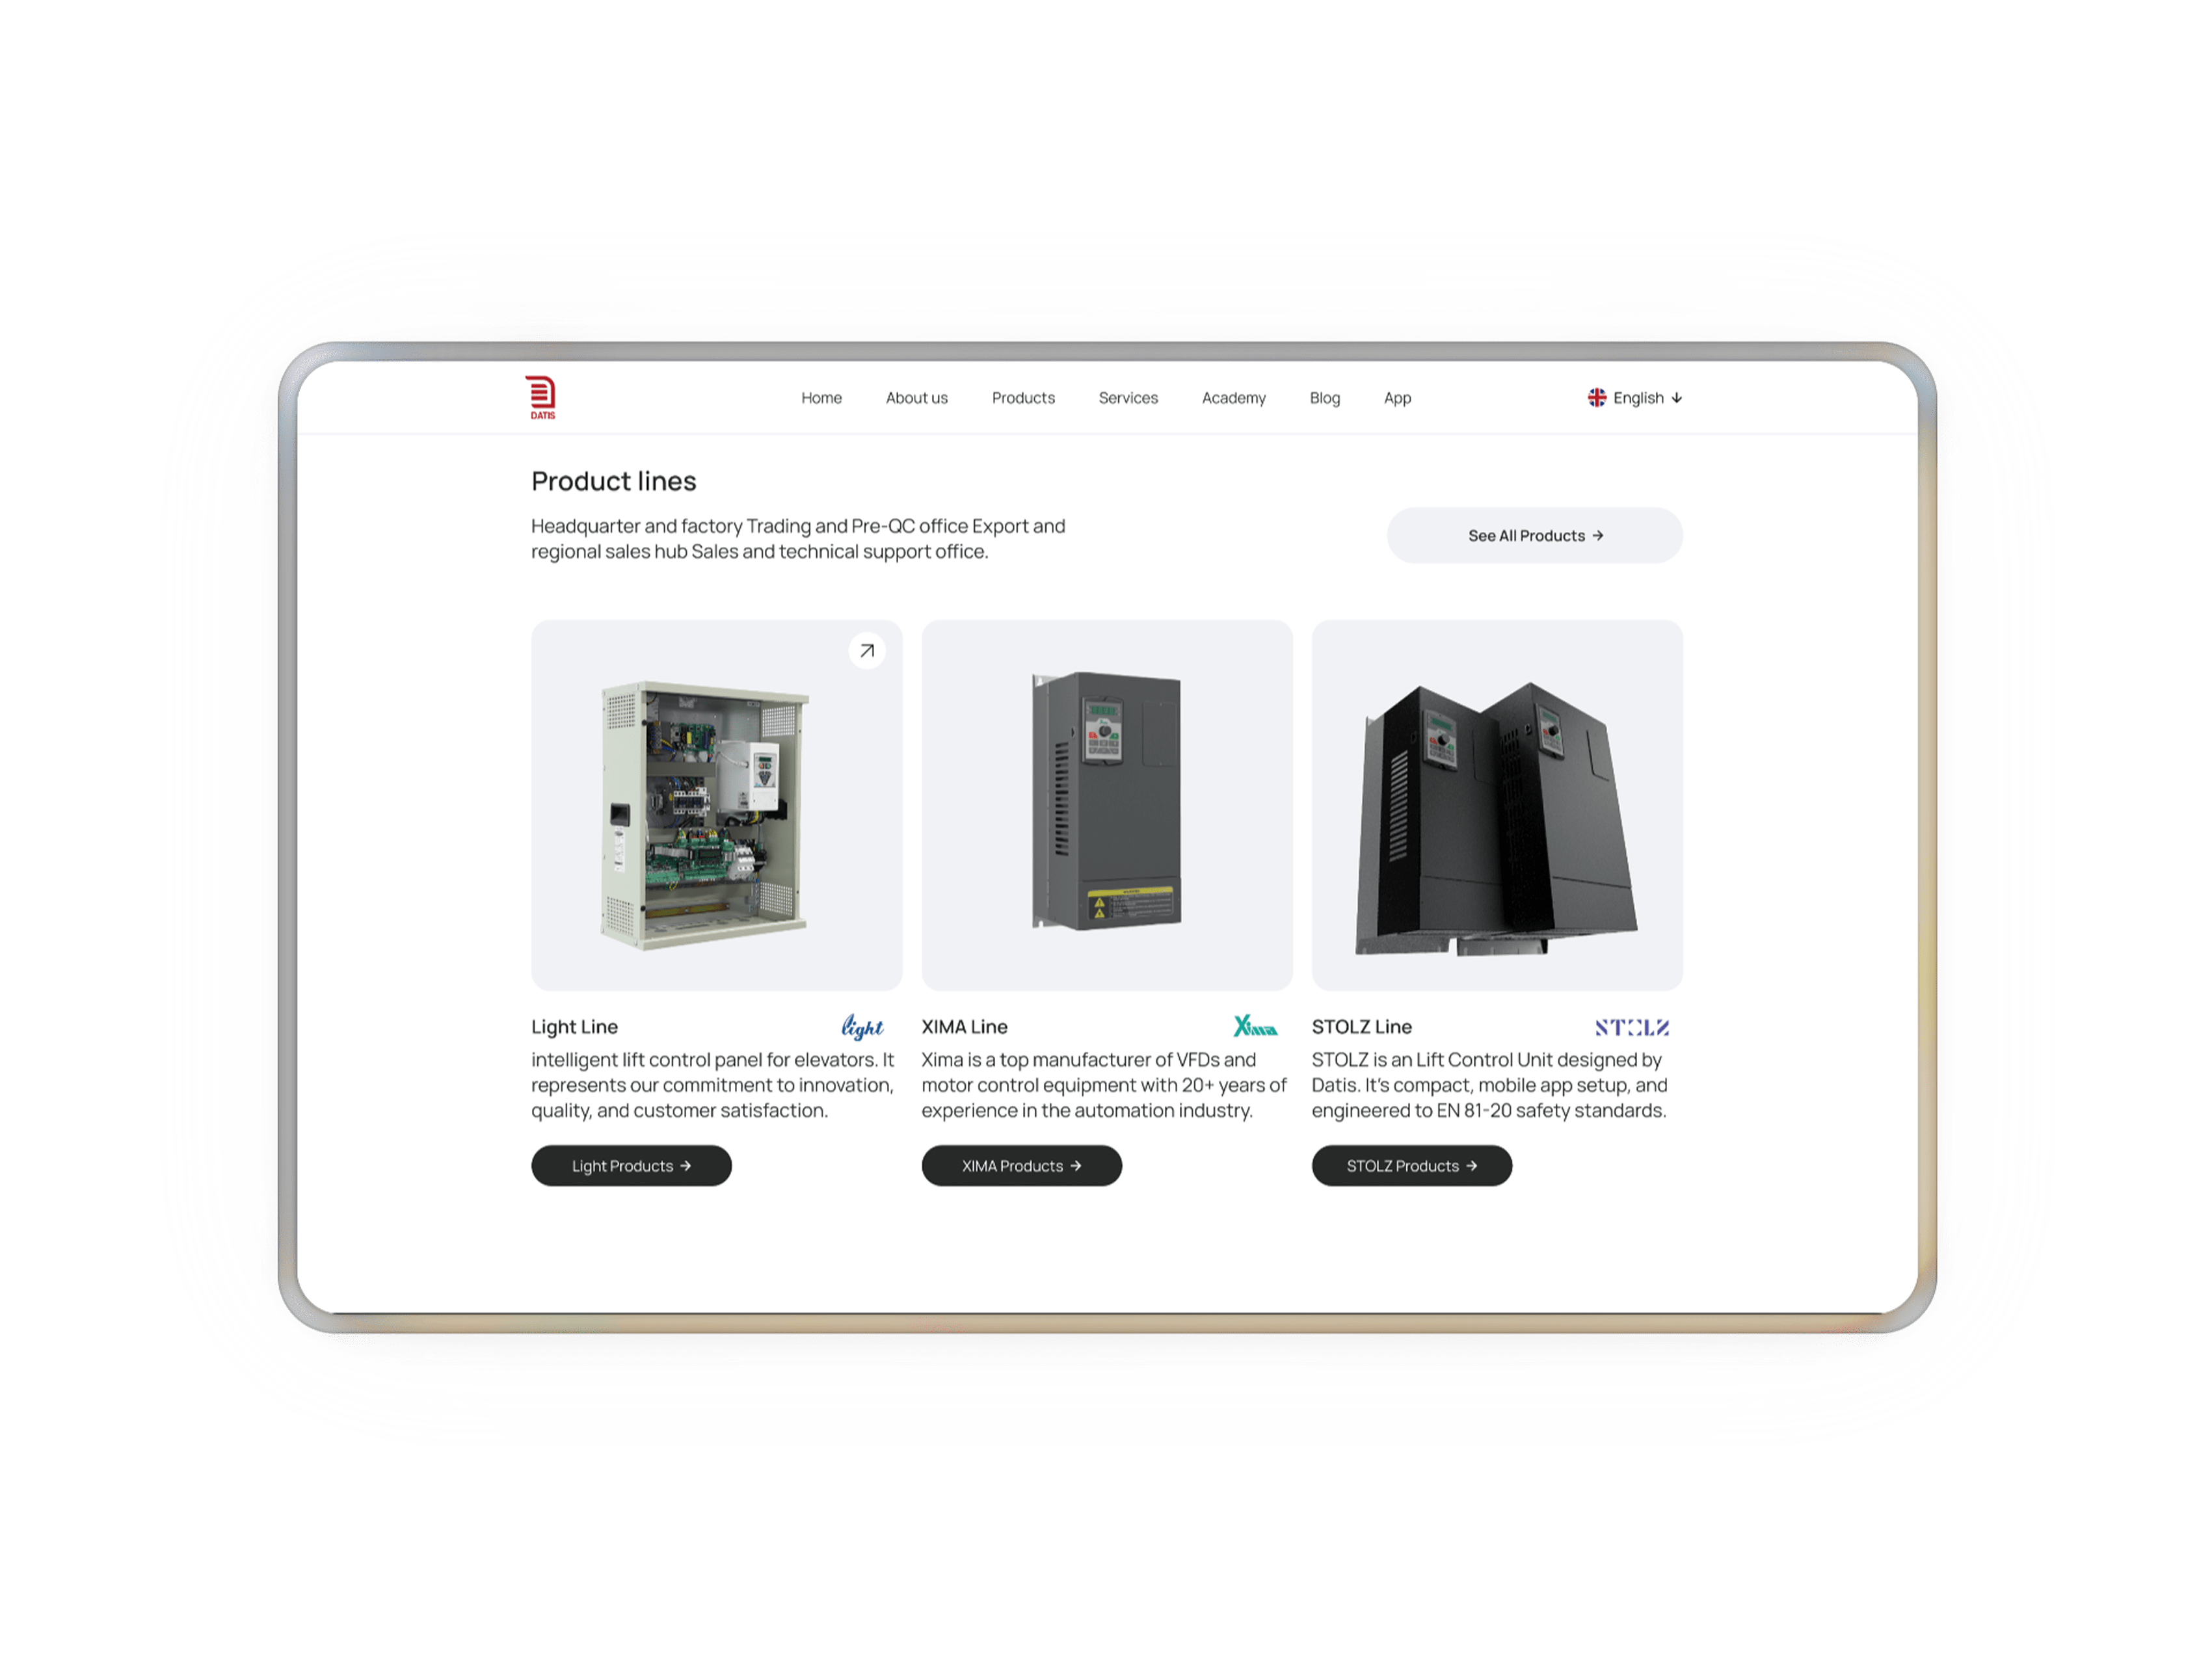 DATIS
Home
About us
Products
Services
Academy
Blog
App
English ↓
Product lines
Headquarter and factory Trading and Pre-QC office Export and
regional sales hub Sales and technical support office.
See All Products →
Light Line
light
intelligent lift control panel for elevators. It
represents our commitment to innovation,
quality, and customer satisfaction.
Light Products →
XIMA Line
Xima
Xima is a top manufacturer of VFDs and
motor control equipment with 20+ years of
experience in the automation industry.
XIMA Products →
STOLZ Line
STOLZ
STOLZ is an Lift Control Unit designed by
Datis. It's compact, mobile app setup, and
engineered to EN 81-20 safety standards.
STOLZ Products →